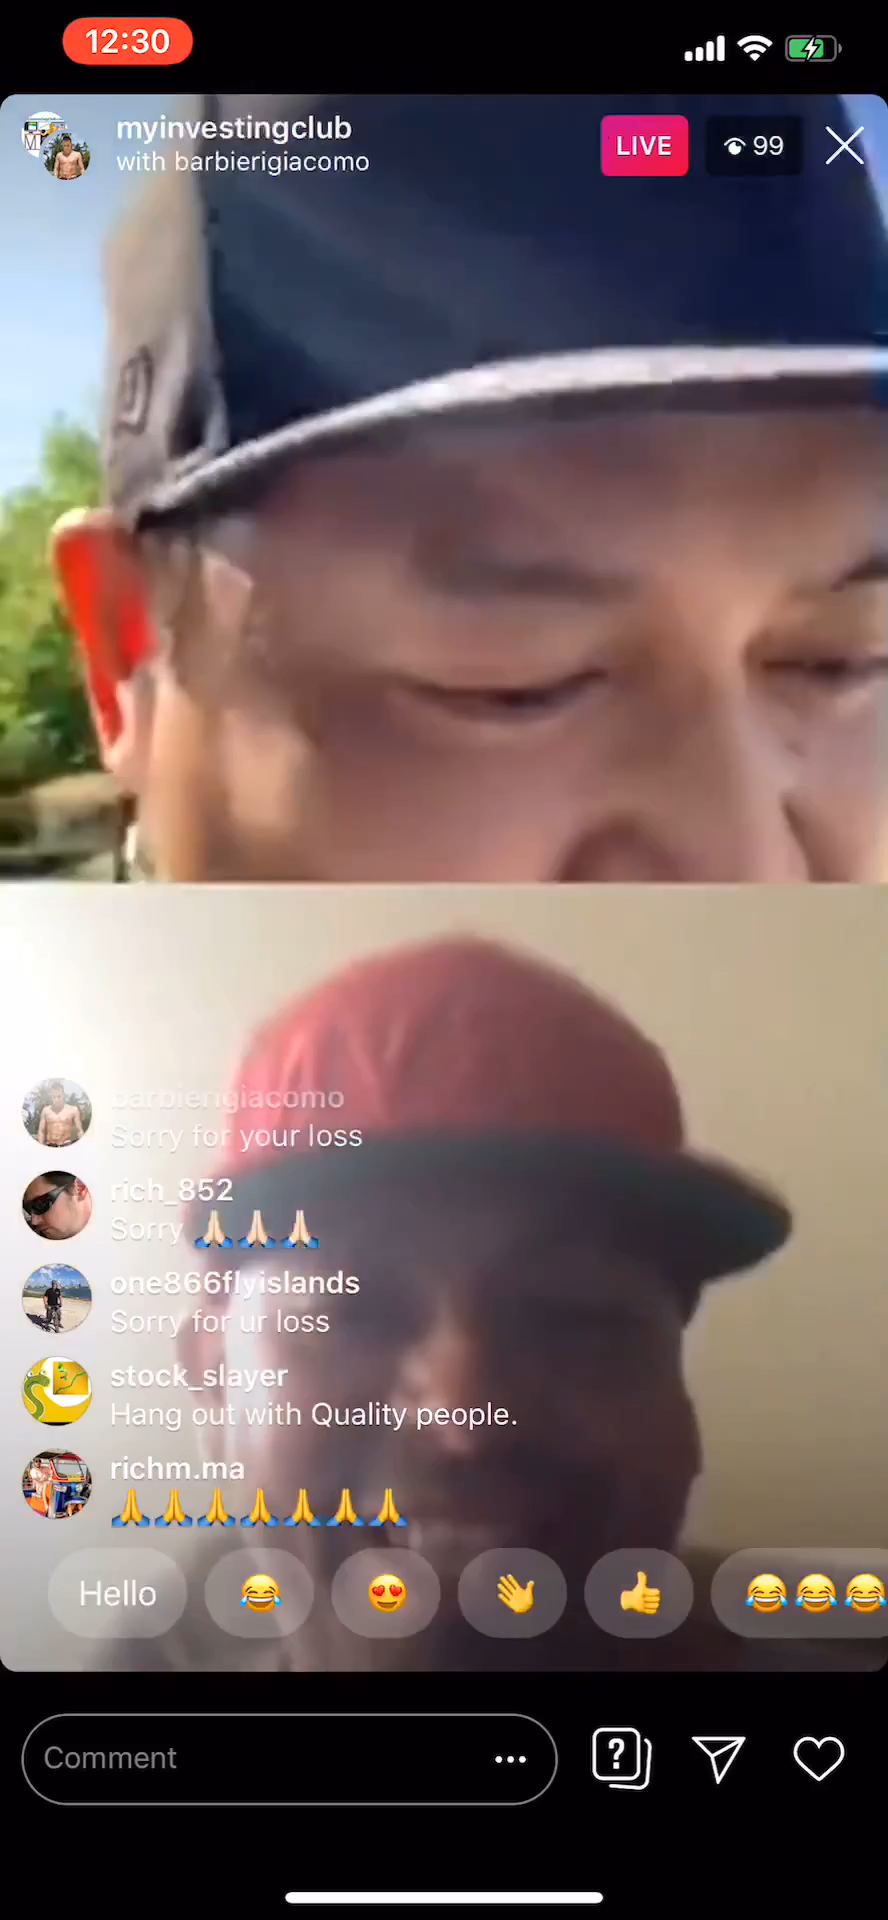 12:30
myinvestingclub
with barbierigiacomo
LIVE
99
barbierigiacomo
Sorry for your loss
rich_852
Sorry 🙏🏻🙏🏻🙏🏻
one866flyislands
Sorry for ur loss
stock_slayer
Hang out with Quality people.
richm.ma
🙏🙏🙏🙏🙏🙏🙏
Hello 😂 😍 👋 👍 😂😂😂
Comment